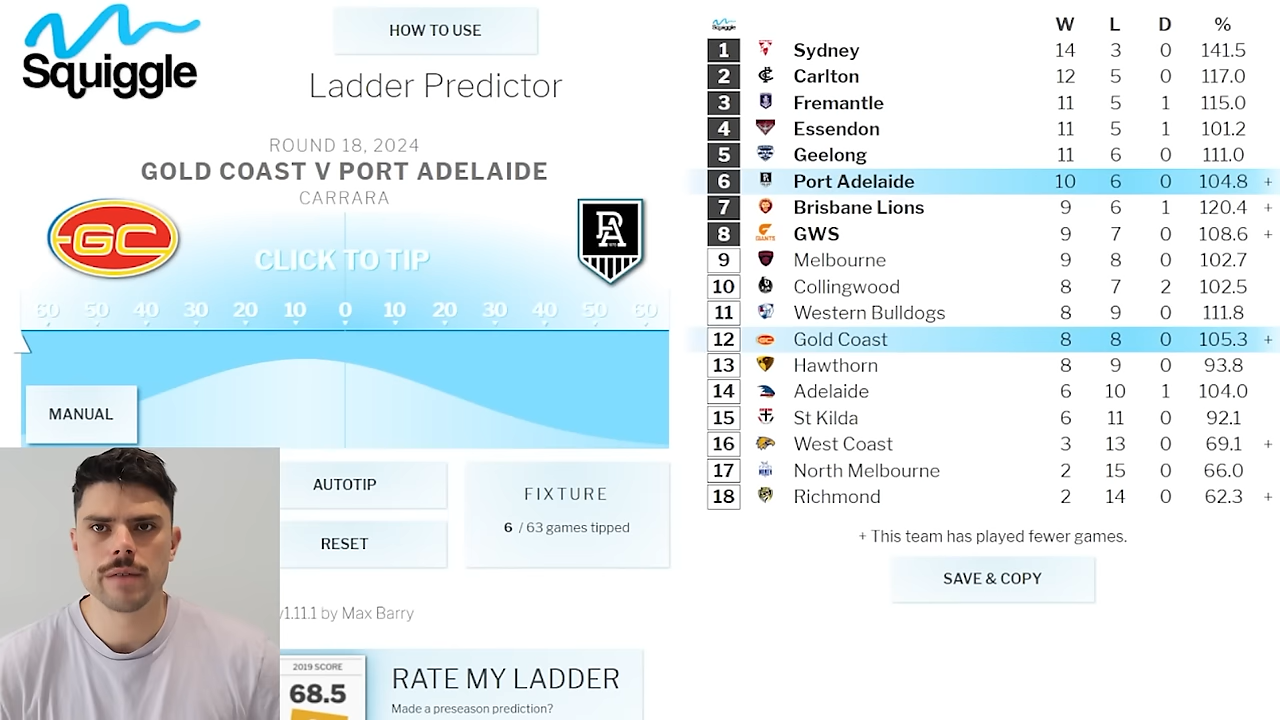 Squiggle
HOW TO USE
Ladder Predictor
ROUND 18, 2024
GOLD COAST V PORT ADELAIDE
CARRARA
GC
PA
CLICK TO TIP
60 50 40 30 20 10 0 10 20 30 40 50 60
MANUAL
AUTOTIP
RESET
FIXTURE
6 / 63 games tipped
v1.11.1 by Max Barry
2019 SCORE
68.5
RATE MY LADDER
Made a preseason prediction?
Squiggle W L D %
1 Sydney 14 3 0 141.5
2 Carlton 12 5 0 117.0
3 Fremantle 11 5 1 115.0
4 Essendon 11 5 1 101.2
5 Geelong 11 6 0 111.0
6 Port Adelaide 10 6 0 104.8 +
7 Brisbane Lions 9 6 1 120.4 +
8 GWS 9 7 0 108.6 +
9 Melbourne 9 8 0 102.7
10 Collingwood 8 7 2 102.5
11 Western Bulldogs 8 9 0 111.8
12 Gold Coast 8 8 0 105.3 +
13 Hawthorn 8 9 0 93.8
14 Adelaide 6 10 1 104.0
15 St Kilda 6 11 0 92.1
16 West Coast 3 13 0 69.1 +
17 North Melbourne 2 15 0 66.0
18 Richmond 2 14 0 62.3 +
+ This team has played fewer games.
SAVE & COPY